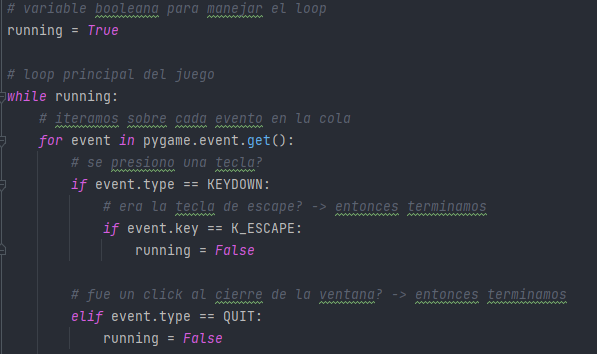 # variable booleana para manejar el loop
running = True
# loop principal del juego
while running:
# iteramos sobre cada evento en la cola
for event in pygame.event.get():
# se presiono una tecla?
if event.type == KEYDOWN:
# era la tecla de escape? -> entonces terminamos
if event.key == K_ESCAPE:
running = False
# fue un click al cierre de la ventana? -> entonces terminamos
elif event.type == QUIT:
running = False